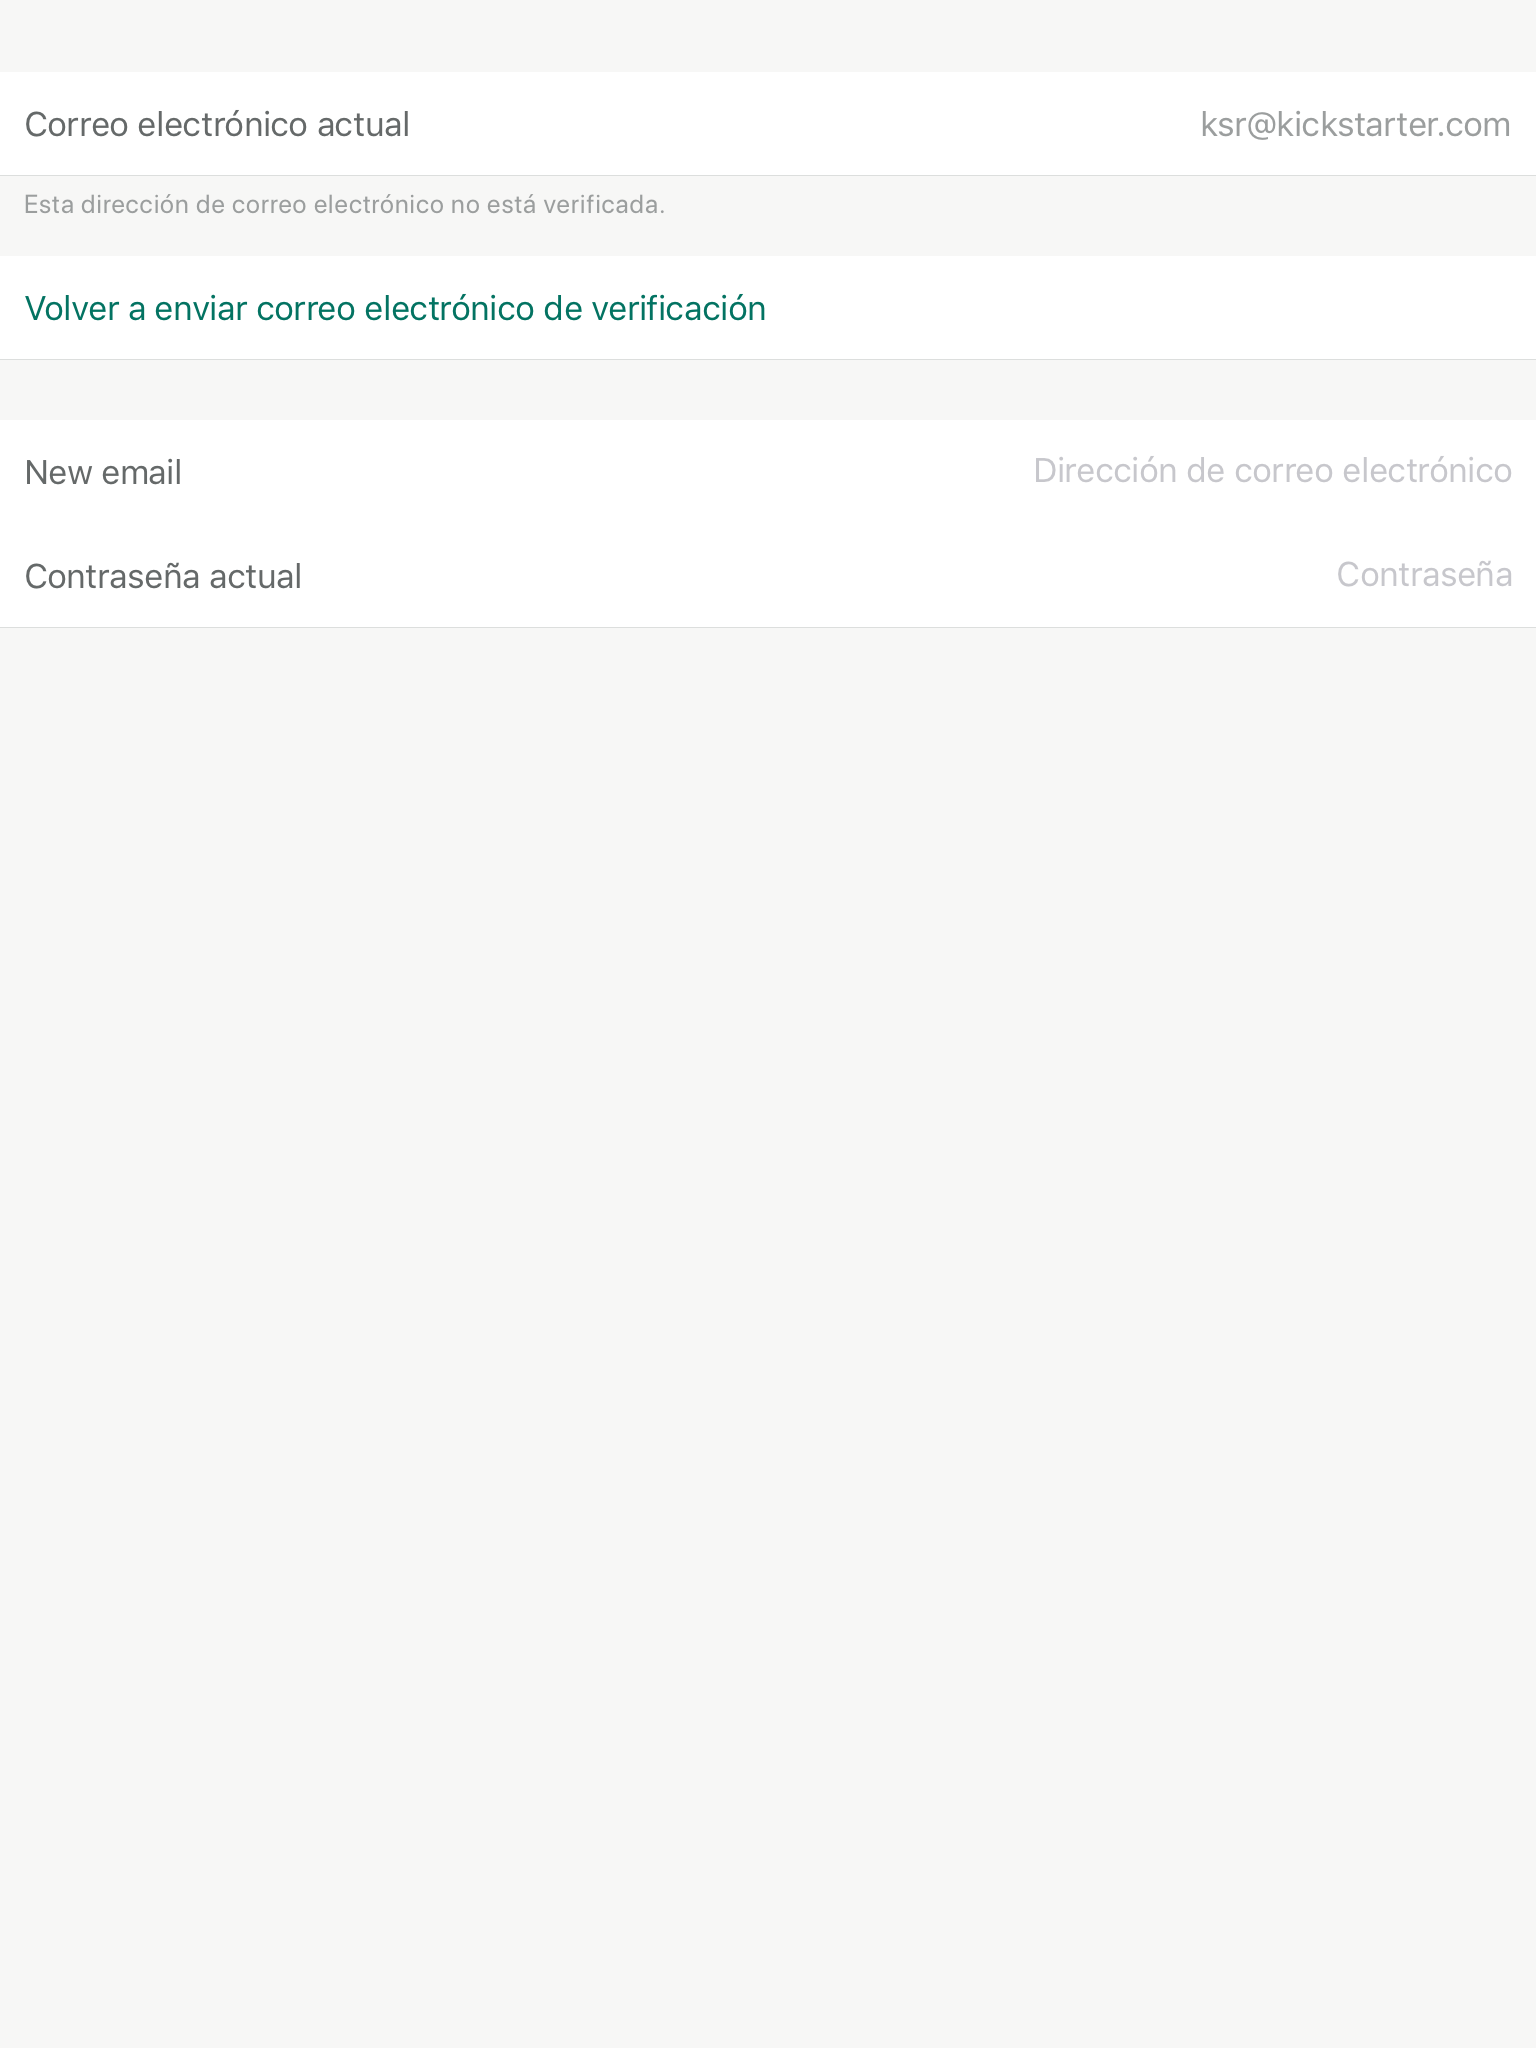 Correo electrónico actual ksr@kickstarter.com
Esta dirección de correo electrónico no está verificada.
Volver a enviar correo electrónico de verificación
New email Dirección de correo electrónico
Contraseña actual Contraseña